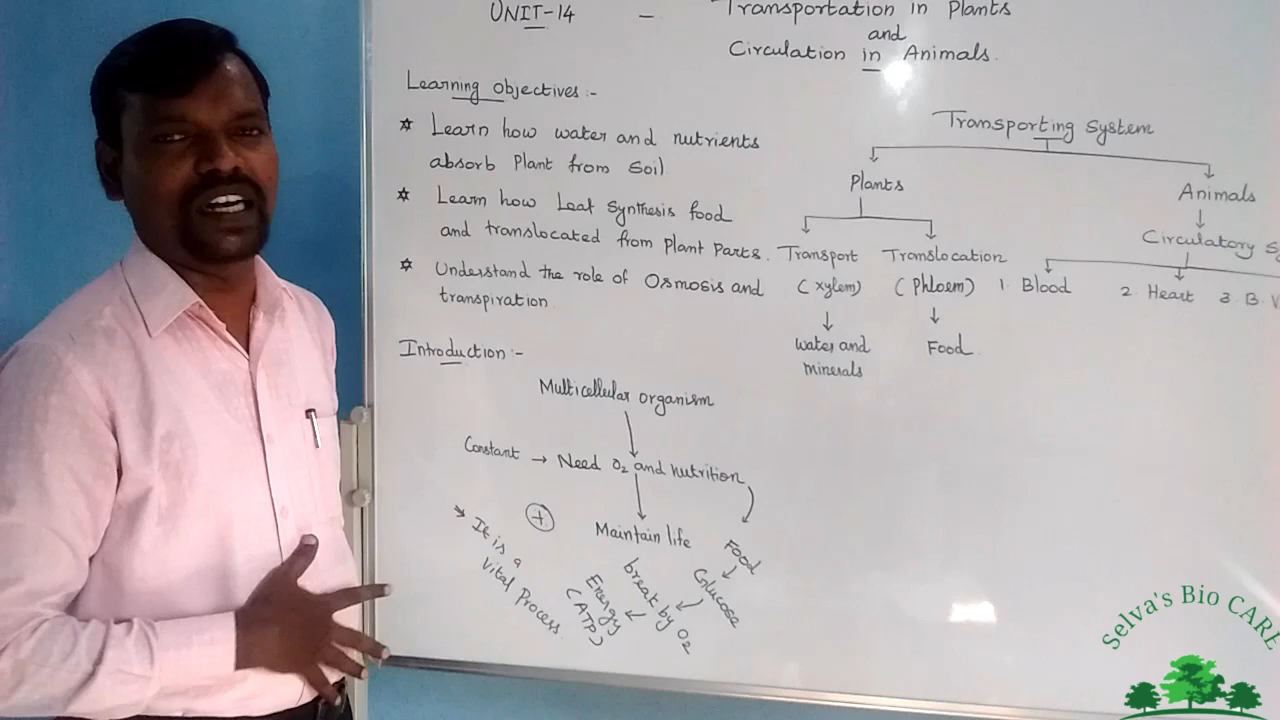 UNIT-14 - Transportation in Plants
and
Circulation in Animals.
Learning objectives :-
* Learn how water and nutrients
absorb Plant from Soil
* Learn how Leaf Synthesis food
and translocated from Plant Parts.
* Understand the role of Osmosis and
transpiration.
Introduction :-
Multicellular organism
Constant → Need O₂ and nutrition
Maintain life
Food
Glucose
break by O₂
Energy
(ATP)
+
→ It is a
Vital Process.
Transporting System
Plants
Animals
Transport
(xylem)
water and
minerals
Translocation
(Phloem)
Food.
Circulatory S
1. Blood
2. Heart
3. B. V
Selva's Bio CARE